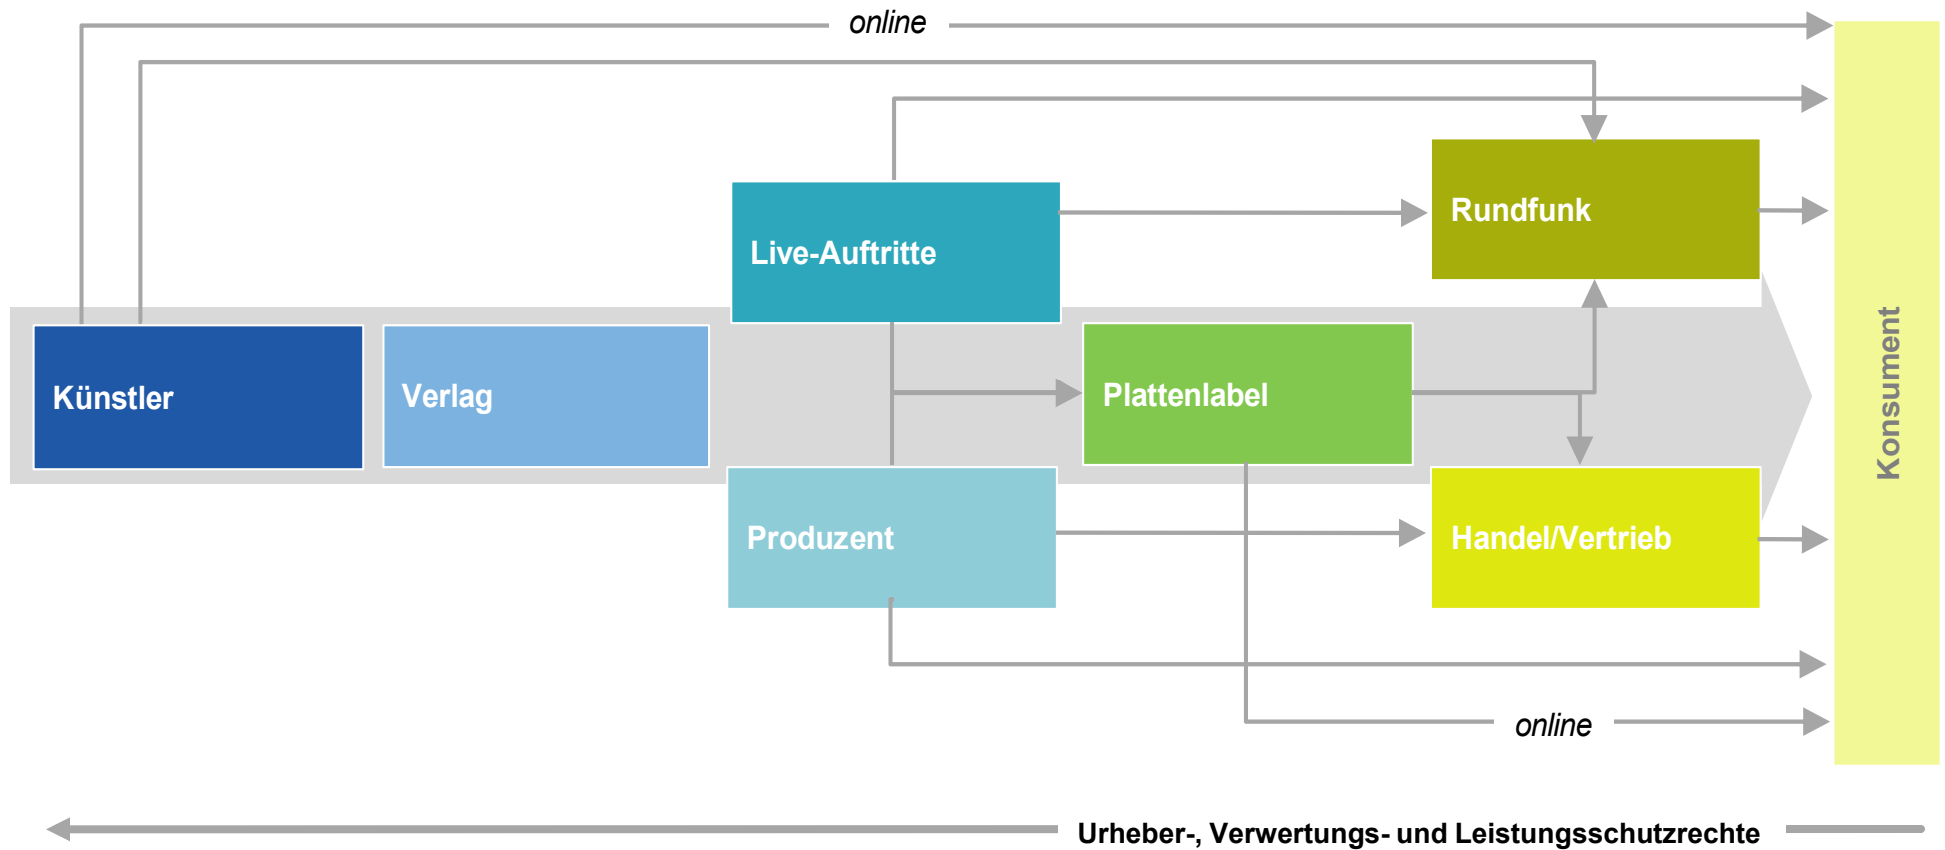 online
Rundfunk
Live-Auftritte
Künstler
Verlag
Plattenlabel
Konsument
Produzent
Handel/Vertrieb
online
Urheber-, Verwertungs- und Leistungsschutzrechte